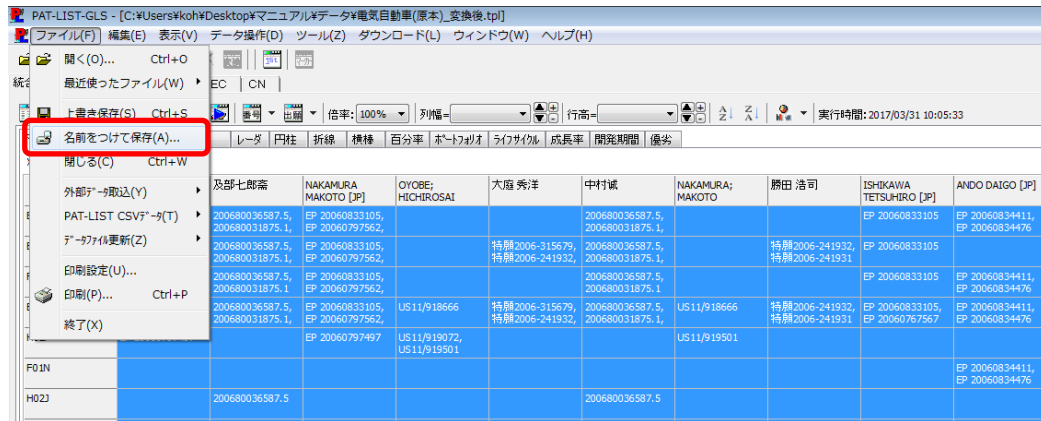 PAT-LIST-GLS - [C:¥Users¥koh¥Desktop¥マニュアル¥データ¥電気自動車(原本)_変換後.tpl]
ファイル(F) 編集(E) 表示(V) データ操作(D) ツール(Z) ダウンロード(L) ウィンドウ(W) ヘルプ(H)
開く(O)... Ctrl+O
最近使ったファイル(W)
EC CN
上書き保存(S) Ctrl+S
番号 出願 倍率: 100% 列幅= 行高= 実行時間: 2017/03/31 10:05:33
名前をつけて保存(A)...
レーダ 円柱 折線 横棒 百分率 ポートフォリオ ライフサイクル 成長率 開発期間 優劣
閉じる(C) Ctrl+W
外部データ取込(Y)
PAT-LIST CSVデータ(T)
データファイル更新(Z)
印刷設定(U)...
印刷(P)... Ctrl+P
終了(X)
及部七郎斎 NAKAMURA MAKOTO [JP] OYOBE; HICHIROSAI 大庭 秀洋 中村诚 NAKAMURA; MAKOTO 勝田 浩司 ISHIKAWA TETSUHIRO [JP] ANDO DAIGO [JP]
200680036587.5, EP 20060833105, 200680036587.5, EP 20060833105 EP 20060834411,
200680031875.1, EP 20060797562, 200680031875.1, EP 20060834476
200680036587.5, EP 20060833105, 特願2006-315679, 200680036587.5, 特願2006-241932, EP 20060833105
200680031875.1, EP 20060797562, 特願2006-241932, 200680031875.1, 特願2006-241931
200680036587.5, EP 20060833105, 200680036587.5, EP 20060833105 EP 20060834411,
200680031875.1 EP 20060797562, 200680031875.1 EP 20060834476
200680036587.5, EP 20060833105, US11/918666 特願2006-315679, 200680036587.5, US11/918666 特願2006-241932, EP 20060833105, EP 20060834411,
200680031875.1, EP 20060797562, 特願2006-241932, 200680031875.1, 特願2006-241931 EP 20060767567 EP 20060834476
EP 20060797497 US11/919072, US11/919501
US11/919501
F01N EP 20060834411,
EP 20060834476
H02J 200680036587.5 200680036587.5